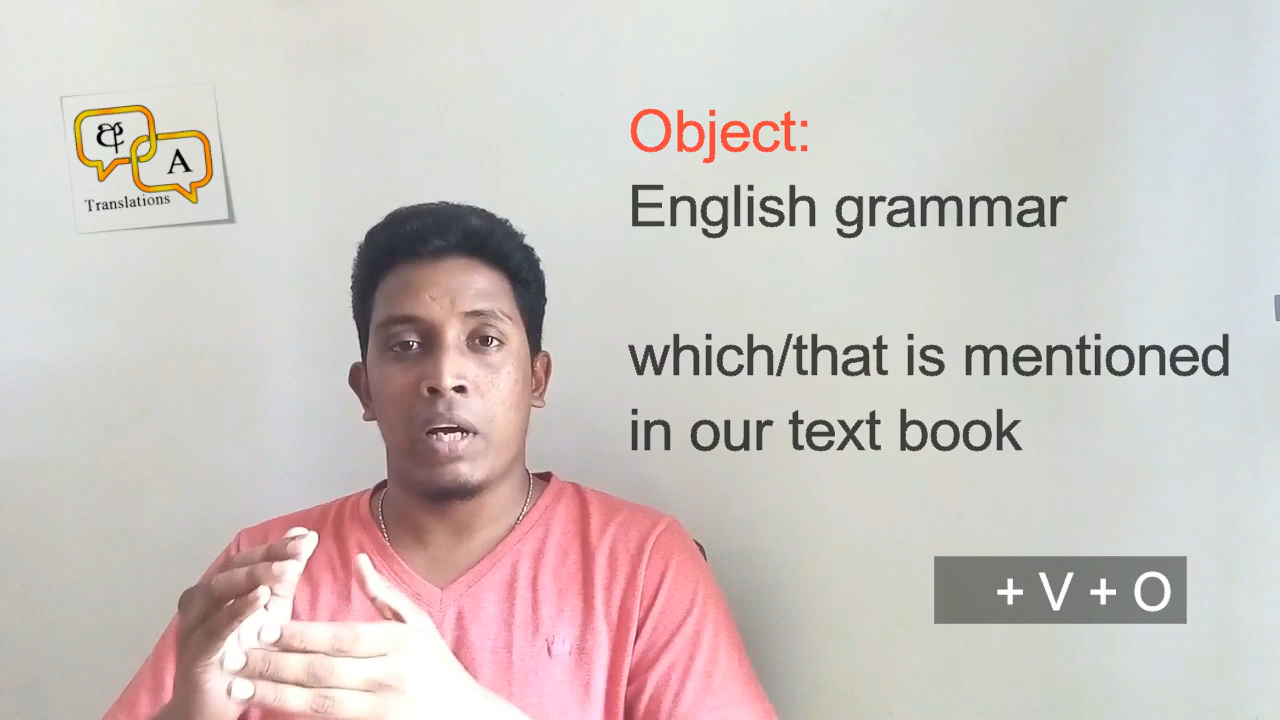 අ
A
Translations
Object:
English grammar
which/that is mentioned
in our text book
+ V + O